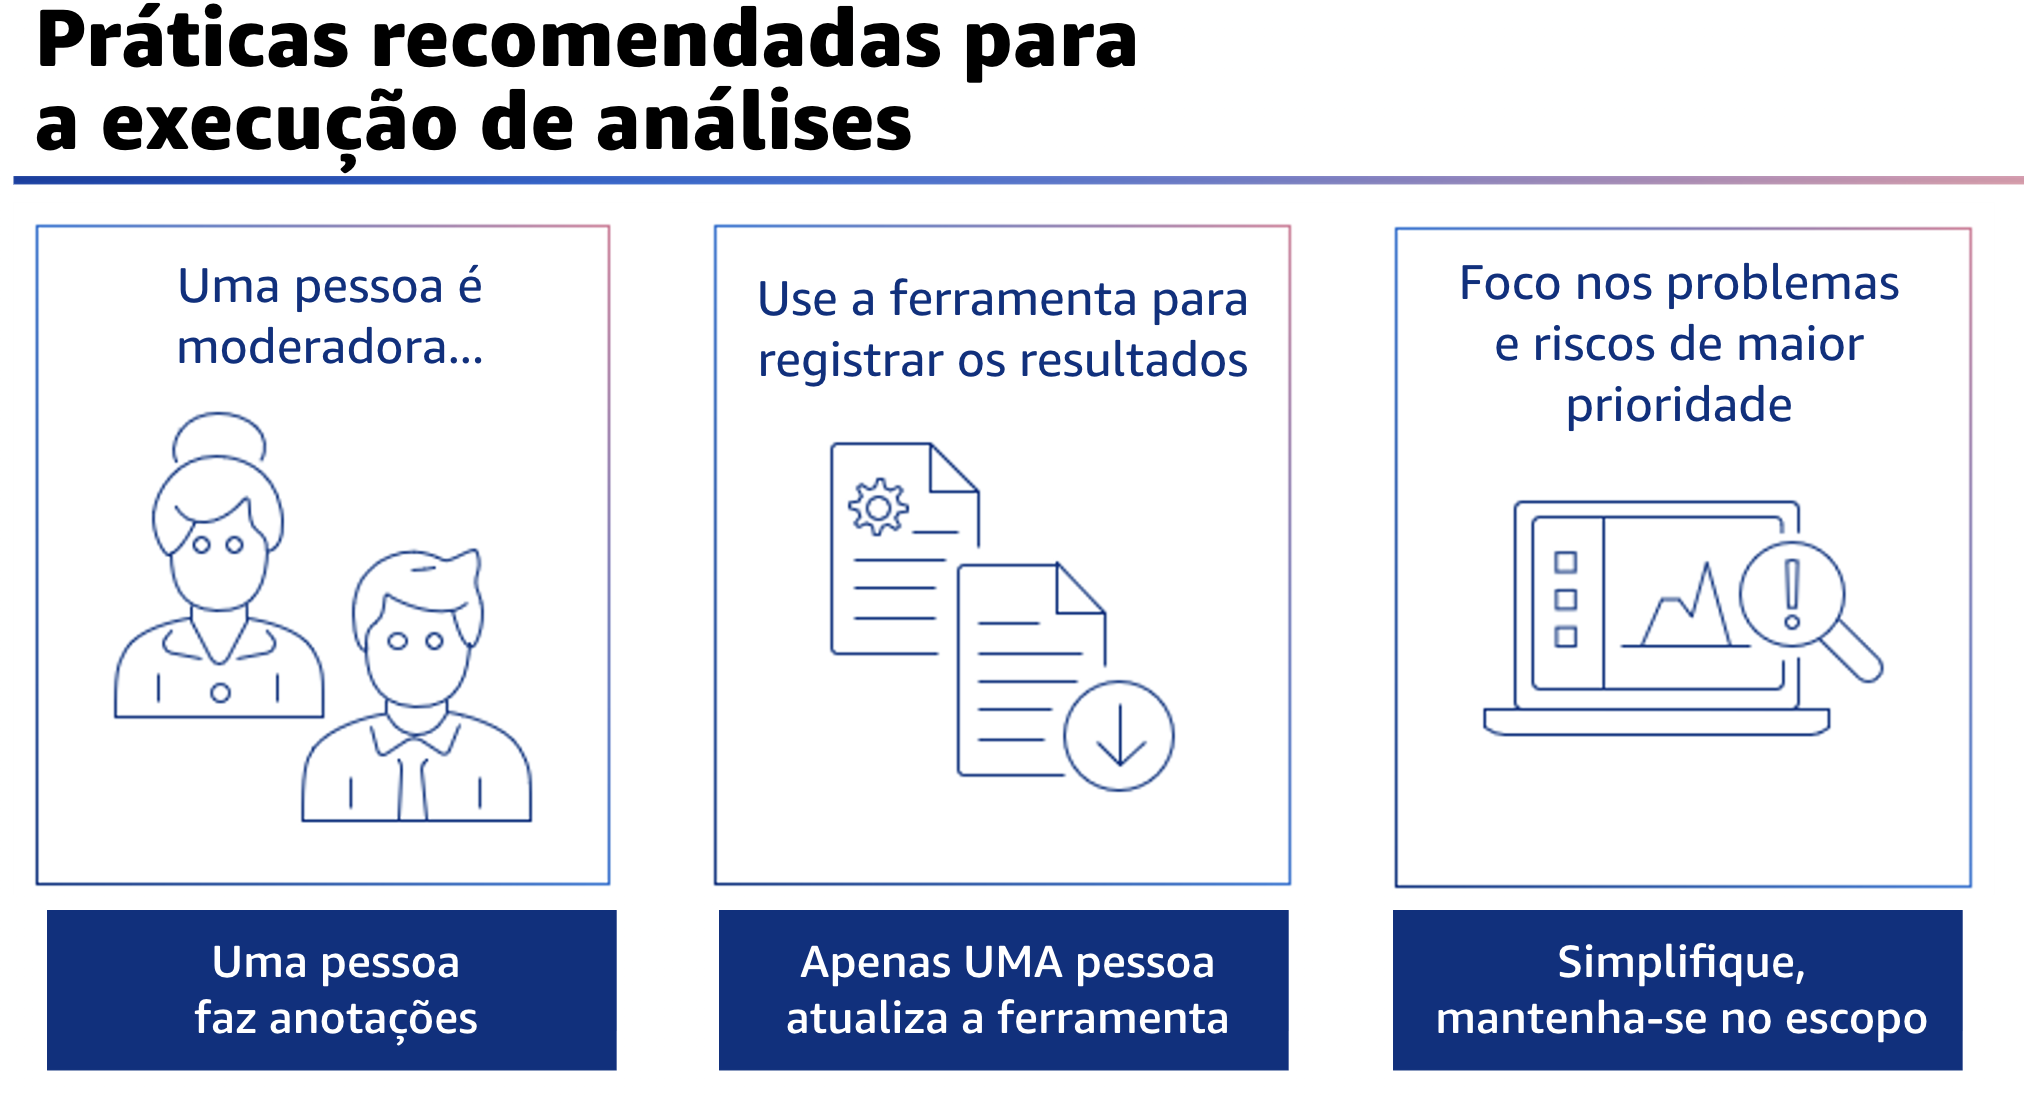 Práticas recomendadas para
a execução de análises
Uma pessoa é
moderadora...
Uma pessoa
faz anotações
Use a ferramenta para
registrar os resultados
Apenas UMA pessoa
atualiza a ferramenta
Foco nos problemas
e riscos de maior
prioridade
Simplifique,
mantenha-se no escopo